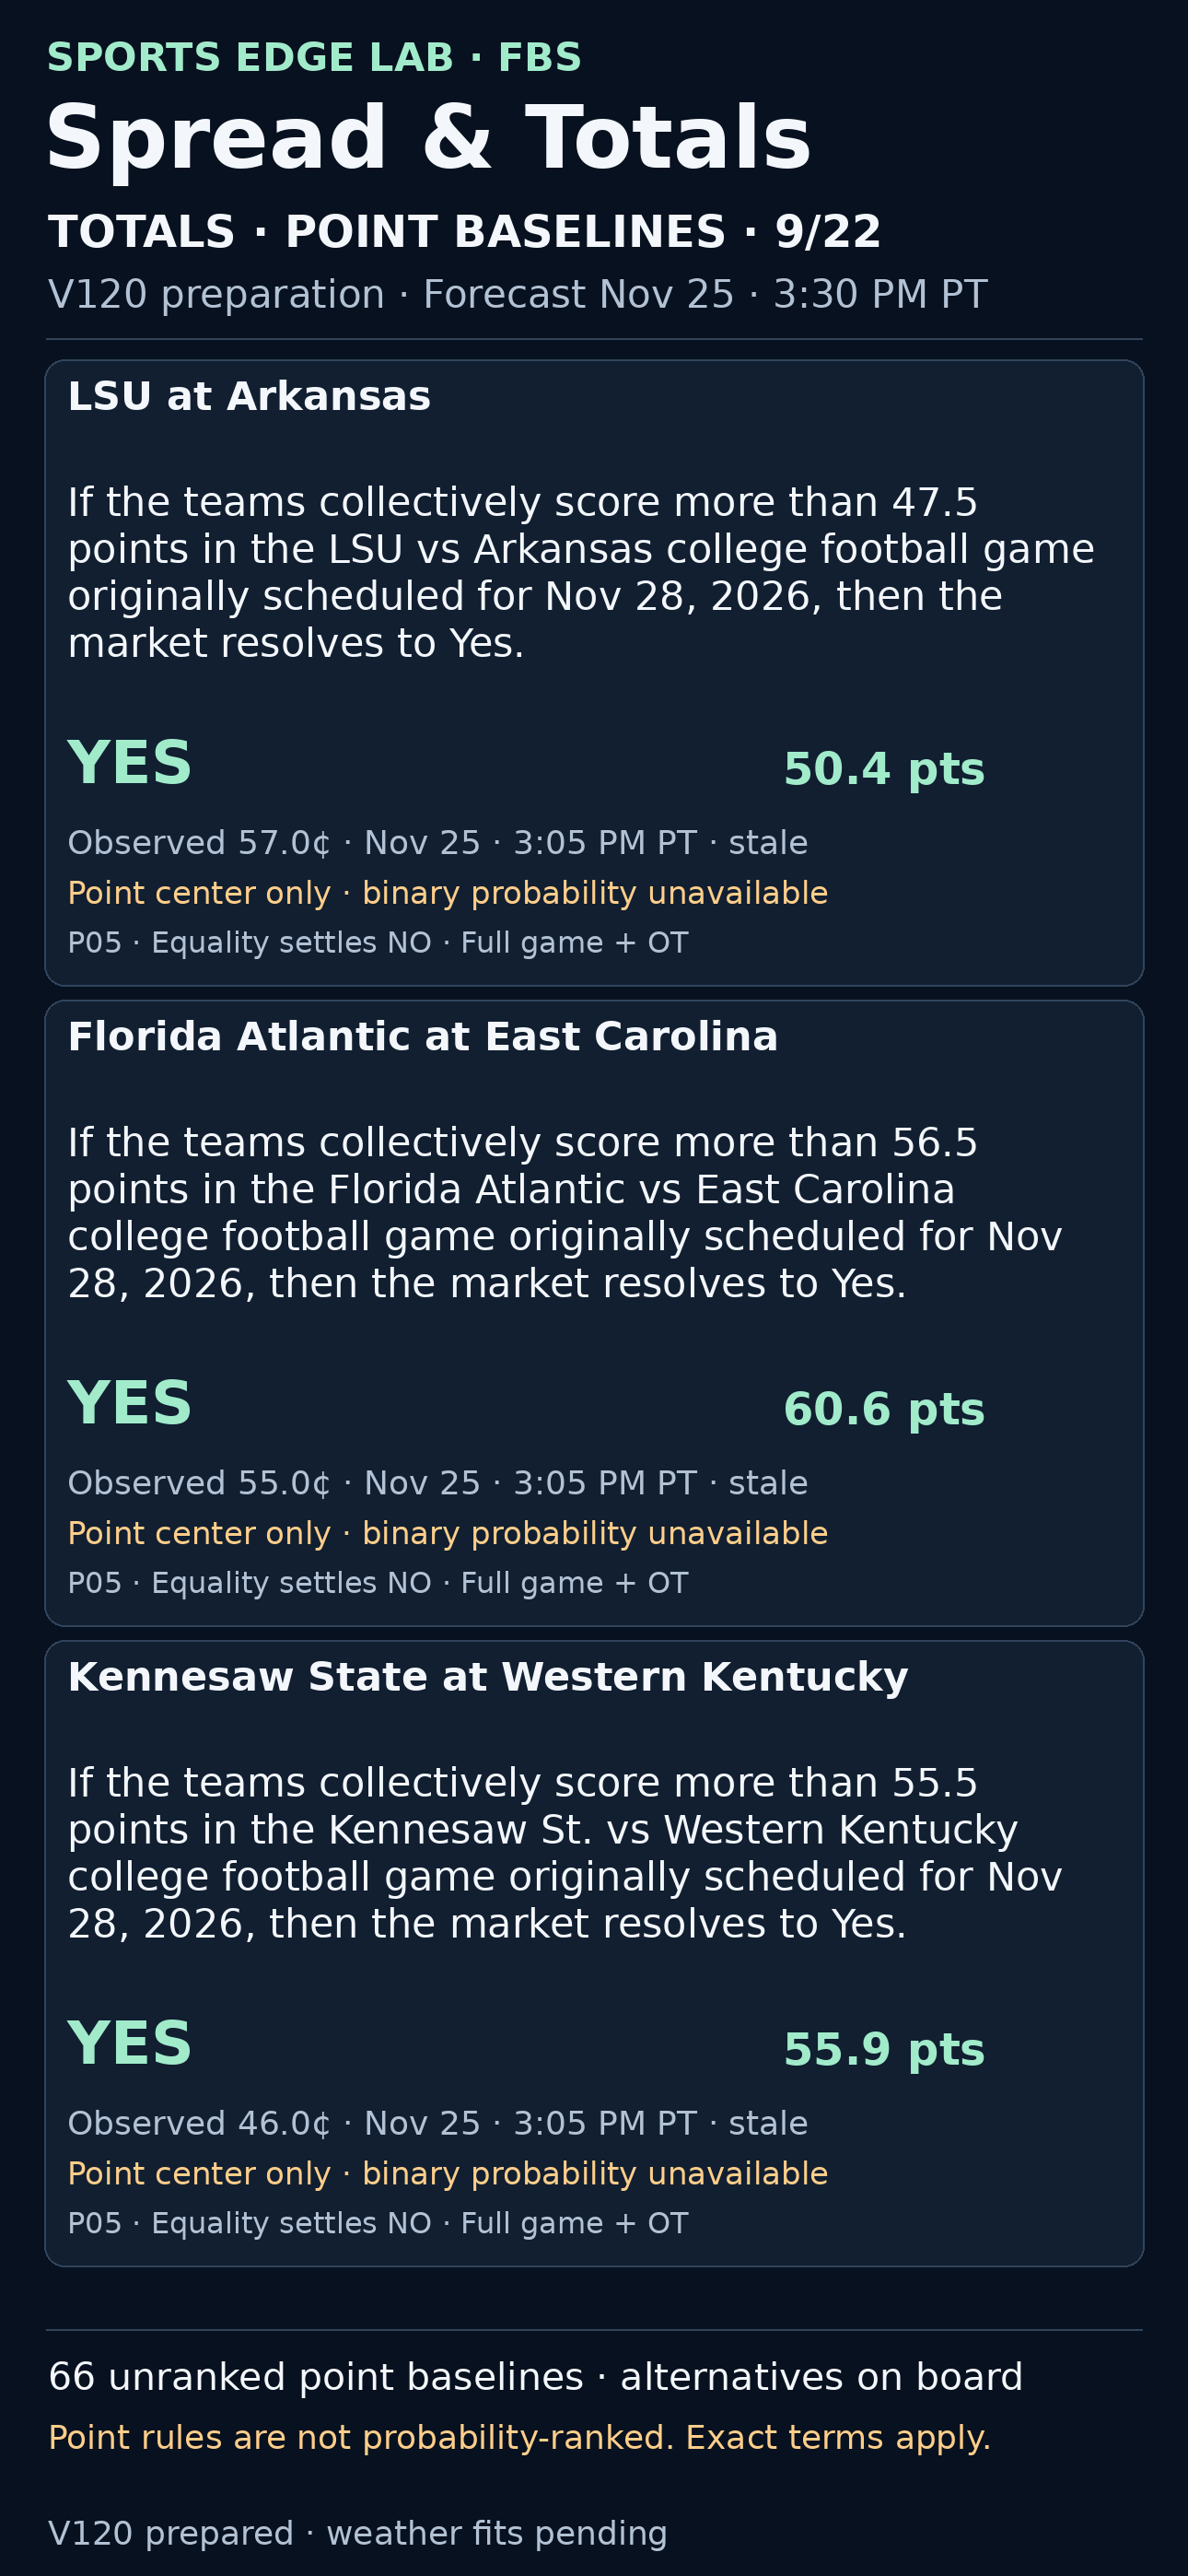 SPORTS EDGE LAB · FBS
Spread & Totals
TOTALS · POINT BASELINES · 9/22
V120 preparation · Forecast Nov 25 · 3:30 PM PT
LSU at Arkansas
If the teams collectively score more than 47.5
points in the LSU vs Arkansas college football game
originally scheduled for Nov 28, 2026, then the
market resolves to Yes.
YES 50.4 pts
Observed 57.0¢ · Nov 25 · 3:05 PM PT · stale
Point center only · binary probability unavailable
P05 · Equality settles NO · Full game + OT
Florida Atlantic at East Carolina
If the teams collectively score more than 56.5
points in the Florida Atlantic vs East Carolina
college football game originally scheduled for Nov
28, 2026, then the market resolves to Yes.
YES 60.6 pts
Observed 55.0¢ · Nov 25 · 3:05 PM PT · stale
Point center only · binary probability unavailable
P05 · Equality settles NO · Full game + OT
Kennesaw State at Western Kentucky
If the teams collectively score more than 55.5
points in the Kennesaw St. vs Western Kentucky
college football game originally scheduled for Nov
28, 2026, then the market resolves to Yes.
YES 55.9 pts
Observed 46.0¢ · Nov 25 · 3:05 PM PT · stale
Point center only · binary probability unavailable
P05 · Equality settles NO · Full game + OT
66 unranked point baselines · alternatives on board
Point rules are not probability-ranked. Exact terms apply.
V120 prepared · weather fits pending